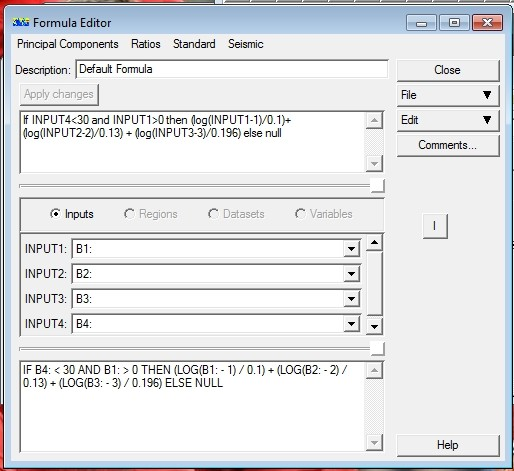 Formula Editor
Principal Components Ratios Standard Seismic
Description: Default Formula
Close
Apply changes
File
Edit
Comments...
If INPUT4<30 and INPUT1>0 then (log(INPUT1-1)/0.1)+
(log(INPUT2-2)/0.13) + (log(INPUT3-3)/0.196) else null
Inputs Regions Datasets Variables
I
INPUT1: B1:
INPUT2: B2:
INPUT3: B3:
INPUT4: B4:
IF B4: < 30 AND B1: > 0 THEN (LOG(B1: - 1) / 0.1) + (LOG(B2: - 2) /
0.13) + (LOG(B3: - 3) / 0.196) ELSE NULL
Help